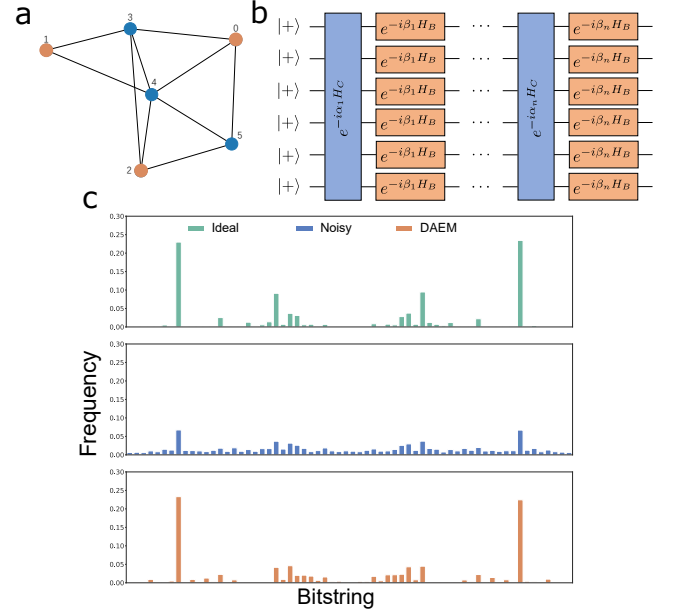 a
1
3
0
4
2
5
b
|+⟩ e^{-iα_1 H_C} e^{-iβ_1 H_B} ··· e^{-iα_n H_C} e^{-iβ_n H_B}
|+⟩ e^{-iβ_1 H_B} ··· e^{-iβ_n H_B}
|+⟩ e^{-iβ_1 H_B} ··· e^{-iβ_n H_B}
|+⟩ e^{-iβ_1 H_B} ··· e^{-iβ_n H_B}
|+⟩ e^{-iβ_1 H_B} ··· e^{-iβ_n H_B}
|+⟩ e^{-iβ_1 H_B} ··· e^{-iβ_n H_B}
c
Ideal Noisy DAEM
0.30
0.25
0.20
0.15
0.10
0.05
0.00
Frequency
0.30
0.25
0.20
0.15
0.10
0.05
0.00
0.30
0.25
0.20
0.15
0.10
0.05
0.00
Bitstring